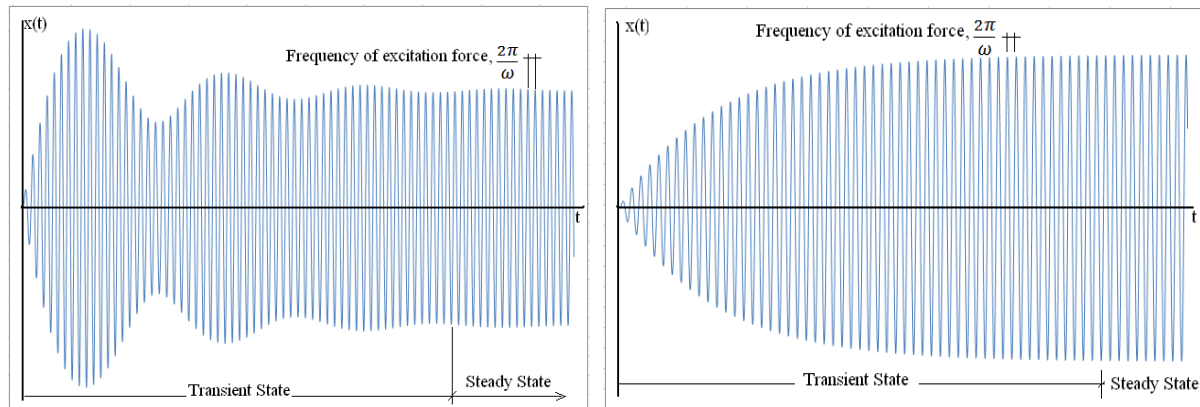 x(t)
Frequency of excitation force, 2π/ω
t
Transient State
Steady State
x(t)
Frequency of excitation force, 2π/ω
t
Transient State
Steady State